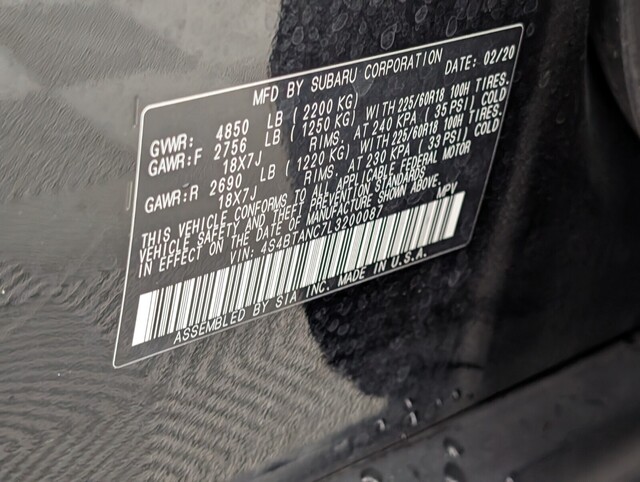 MFD BY SUBARU CORPORATION DATE: 02/20
GVWR: 4850 LB ( 2200 KG)
GAWR:F 2756 LB ( 1250 KG) WITH 225/60R18 100H TIRES.
18X7J RIMS. AT 240 KPA ( 35 PSI) COLD
GAWR:R 2690 LB ( 1220 KG) WITH 225/60R18 100H TIRES.
18X7J RIMS. AT 230 KPA ( 33 PSI) COLD
THIS VEHICLE CONFORMS TO ALL APPLICABLE FEDERAL MOTOR
VEHICLE SAFETY AND THEFT PREVENTION STANDARDS
IN EFFECT ON THE DATE OF MANUFACTURE SHOWN ABOVE.
VIN: 4S4BTANC7L3200087 MPV
ASSEMBLED BY SIA INC. MADE IN U.S.A.